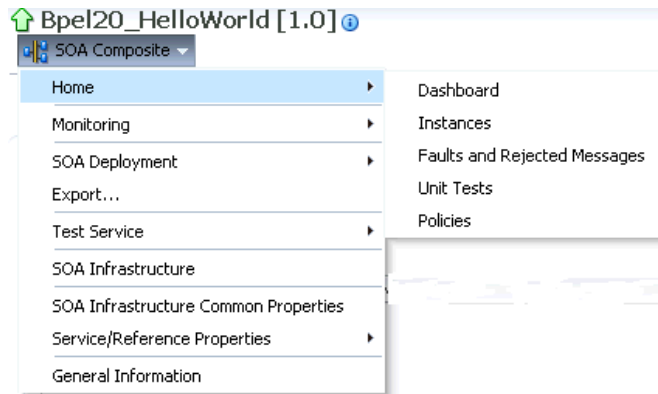 Bpel20_HelloWorld [1.0]
SOA Composite
Home
Monitoring
SOA Deployment
Export...
Test Service
SOA Infrastructure
SOA Infrastructure Common Properties
Service/Reference Properties
General Information
Dashboard
Instances
Faults and Rejected Messages
Unit Tests
Policies